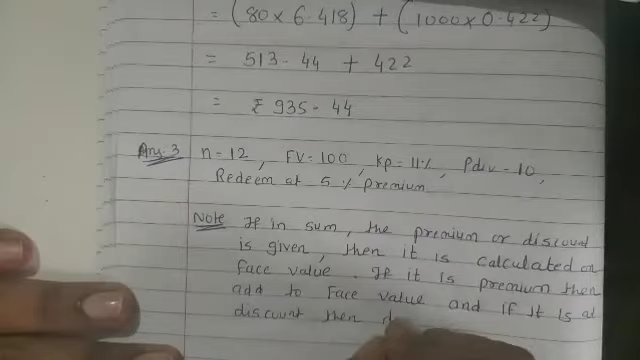 = (80 x 6.418) + (1000 x 0.422)
= 513-44 + 422
= ₹ 935-44
Ans. 3 n=12, FV=100, Kp=11%, Pdiv=10,
Redeem at 5% premium
Note If in sum, the premium or discount
is given, then it is calculated on
Face value. If it is premium then
add to Face value and if it is at
discount then d